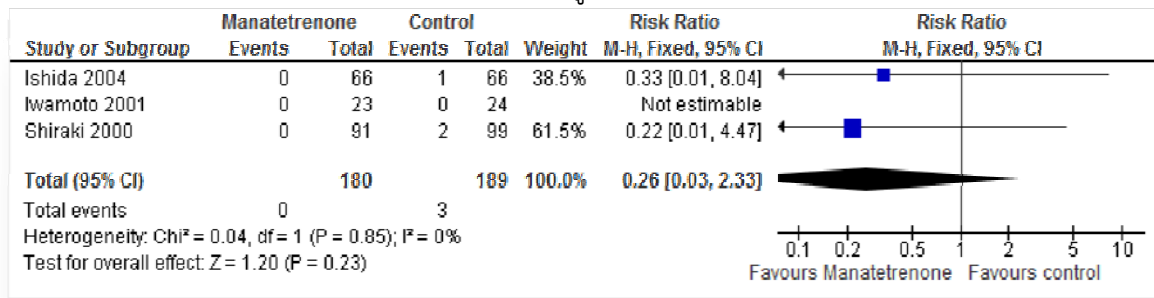 Manatetrenone Control Risk Ratio Risk Ratio
Study or Subgroup Events Total Events Total Weight M-H, Fixed, 95% CI M-H, Fixed, 95% CI
Ishida 2004 0 66 1 66 38.5% 0.33 [0.01, 8.04]
Iwamoto 2001 0 23 0 24 Not estimable
Shiraki 2000 0 91 2 99 61.5% 0.22 [0.01, 4.47]
Total (95% CI) 180 189 100.0% 0.26 [0.03, 2.33]
Total events 0 3
Heterogeneity: Chi² = 0.04, df = 1 (P = 0.85); I² = 0%
Test for overall effect: Z = 1.20 (P = 0.23)
0.1 0.2 0.5 1 2 5 10
Favours Manatetrenone Favours control